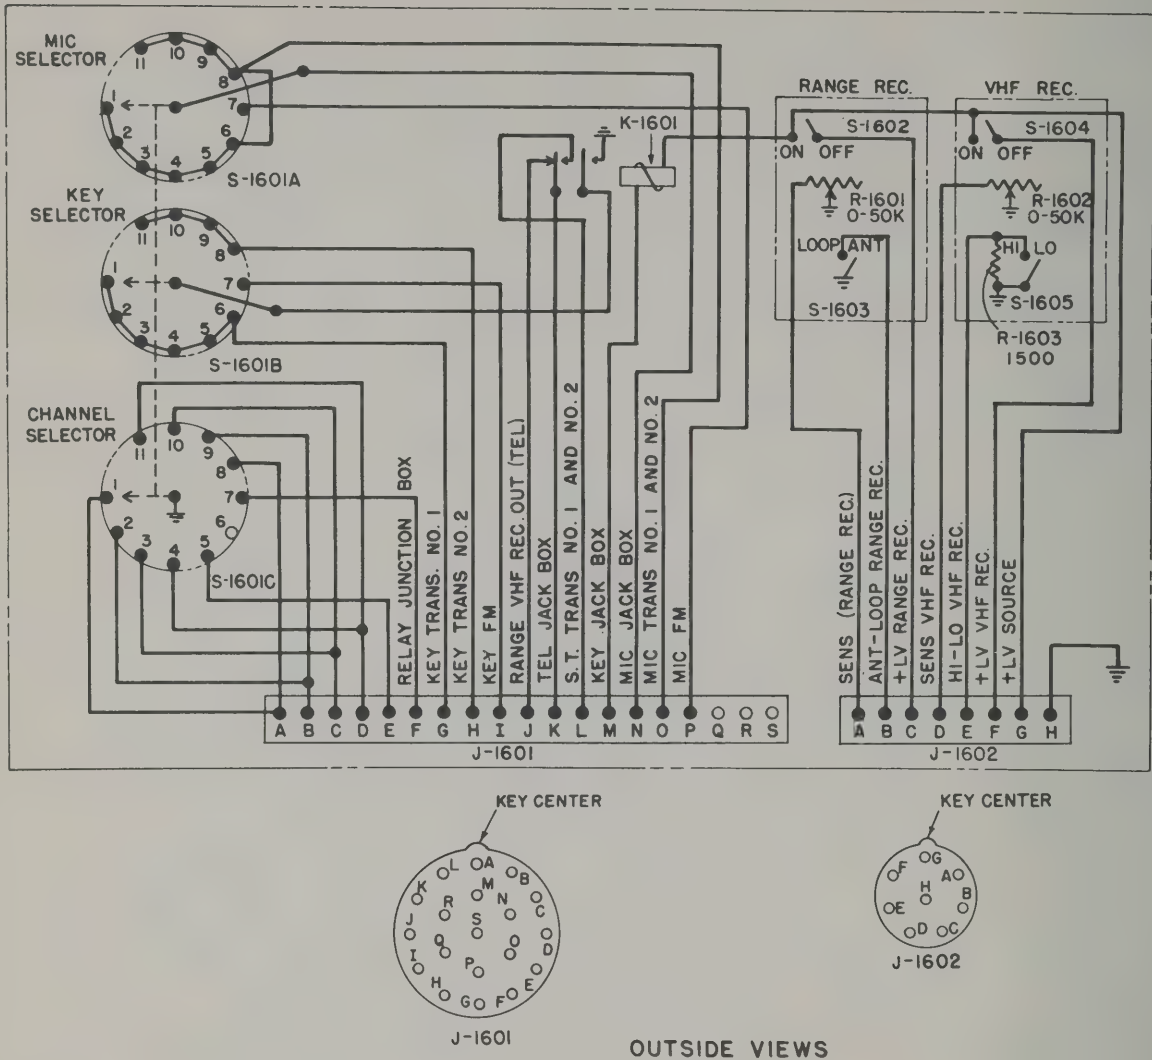 MIC
SELECTOR
1
2
3
4
5
6
7
8
9
10
11
S-1601A
KEY
SELECTOR
1
2
3
4
5
6
7
8
9
10
11
S-1601B
CHANNEL
SELECTOR
1
2
3
4
5
6
7
8
9
10
11
S-1601C
K-1601
RANGE REC.
S-1602
ON OFF
R-1601
0-50K
LOOP ANT
S-1603
VHF REC.
S-1604
ON OFF
R-1602
0-50K
HI LO
S-1605
R-1603
1500
RELAY JUNCTION BOX
KEY TRANS. NO. 1
KEY TRANS NO. 2
KEY FM
RANGE VHF REC. OUT (TEL)
TEL JACK BOX
S.T. TRANS NO. 1 AND NO. 2
KEY JACK BOX
MIC JACK BOX
MIC TRANS NO. 1 AND NO. 2
MIC FM
SENS (RANGE REC.)
ANT-LOOP RANGE REC.
+LV RANGE REC.
SENS VHF REC.
HI-LO VHF REC.
+LV VHF REC.
+LV SOURCE
A B C D E F G H I J K L M N O P Q R S
J-1601
A B C D E F G H
J-1602
KEY CENTER
A
B
C
D
E
F
G
H
I
J
K
L
M
N
O
P
Q
R
S
J-1601
KEY CENTER
G
A
B
C
D
E
F
H
J-1602
OUTSIDE VIEWS